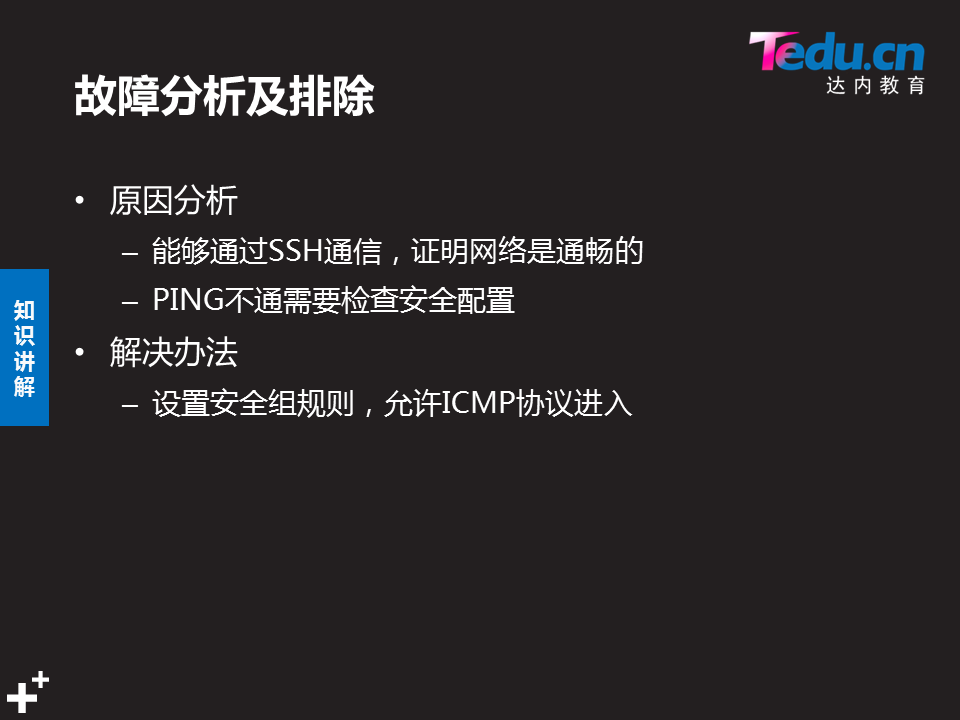 Tedu.cn
达内教育
故障分析及排除
• 原因分析
– 能够通过SSH通信，证明网络是通畅的
– PING不通需要检查安全配置
• 解决办法
– 设置安全组规则，允许ICMP协议进入
知识讲解